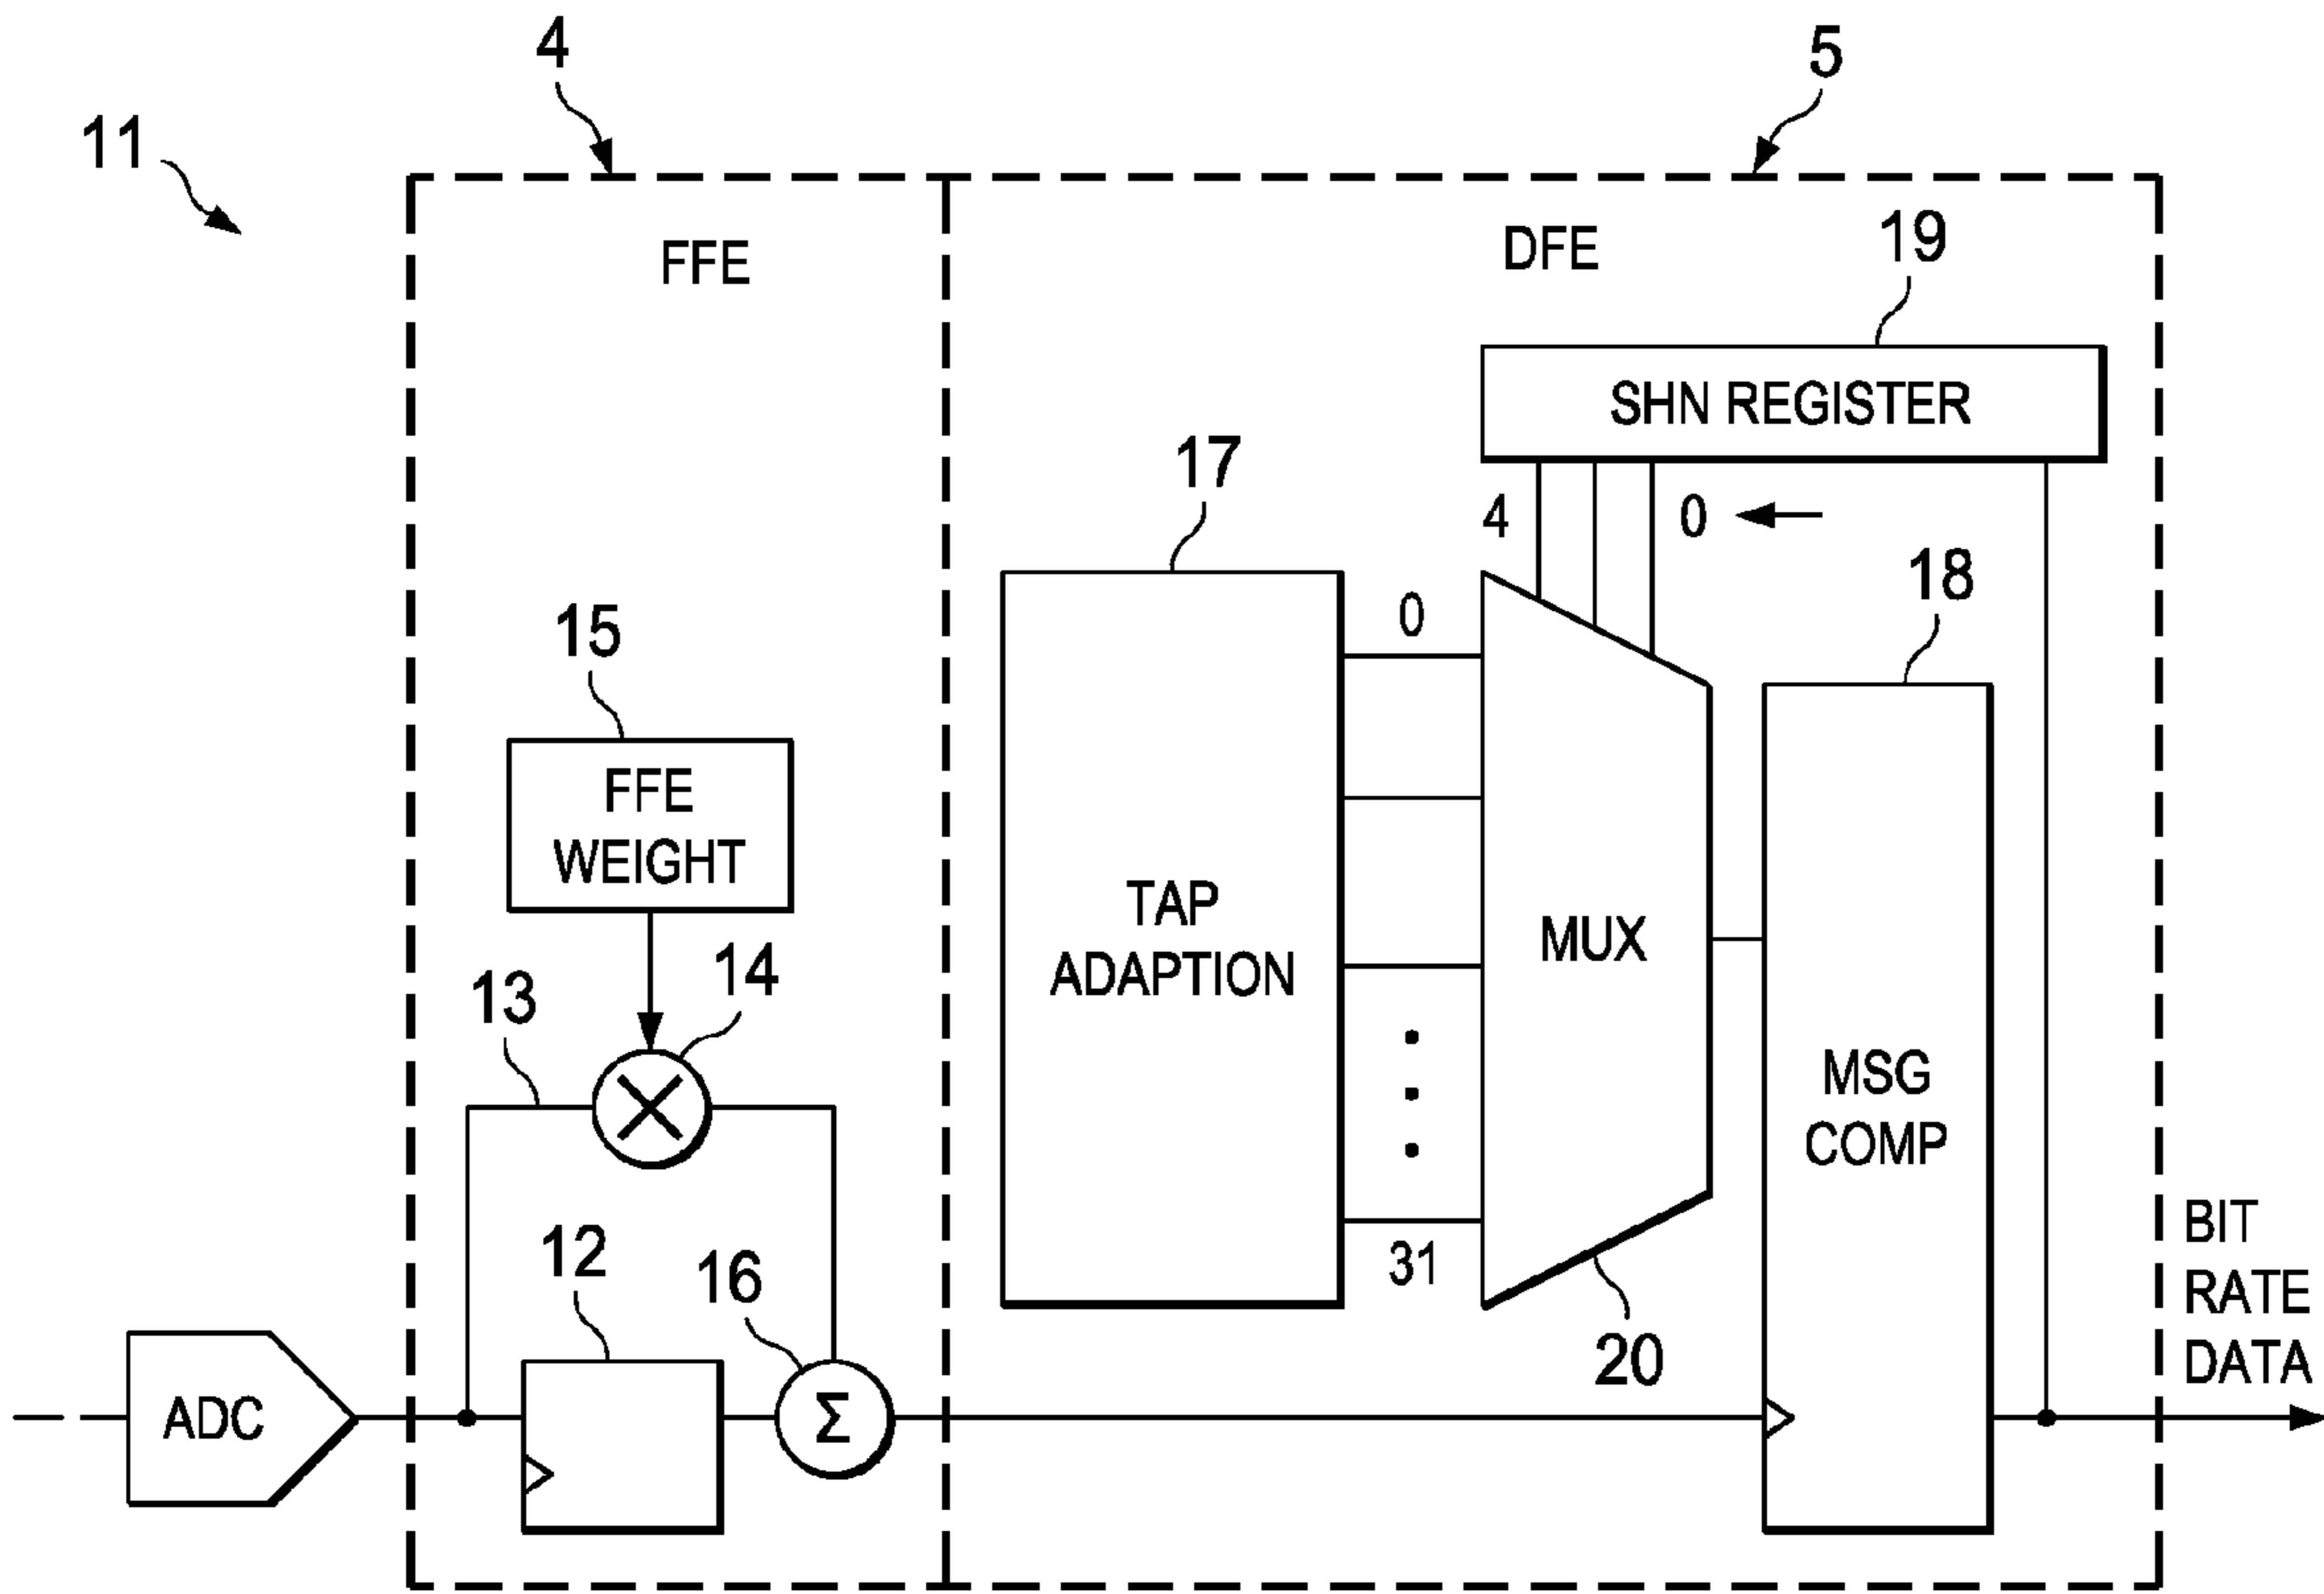 4
5
11
FFE
DFE
19
SHN REGISTER
17
4
0
18
0
15
FFE
WEIGHT
TAP
ADAPTION
MUX
13
14
MSG
COMP
12
16
31
BIT
RATE
DATA
20
ADC
Σ